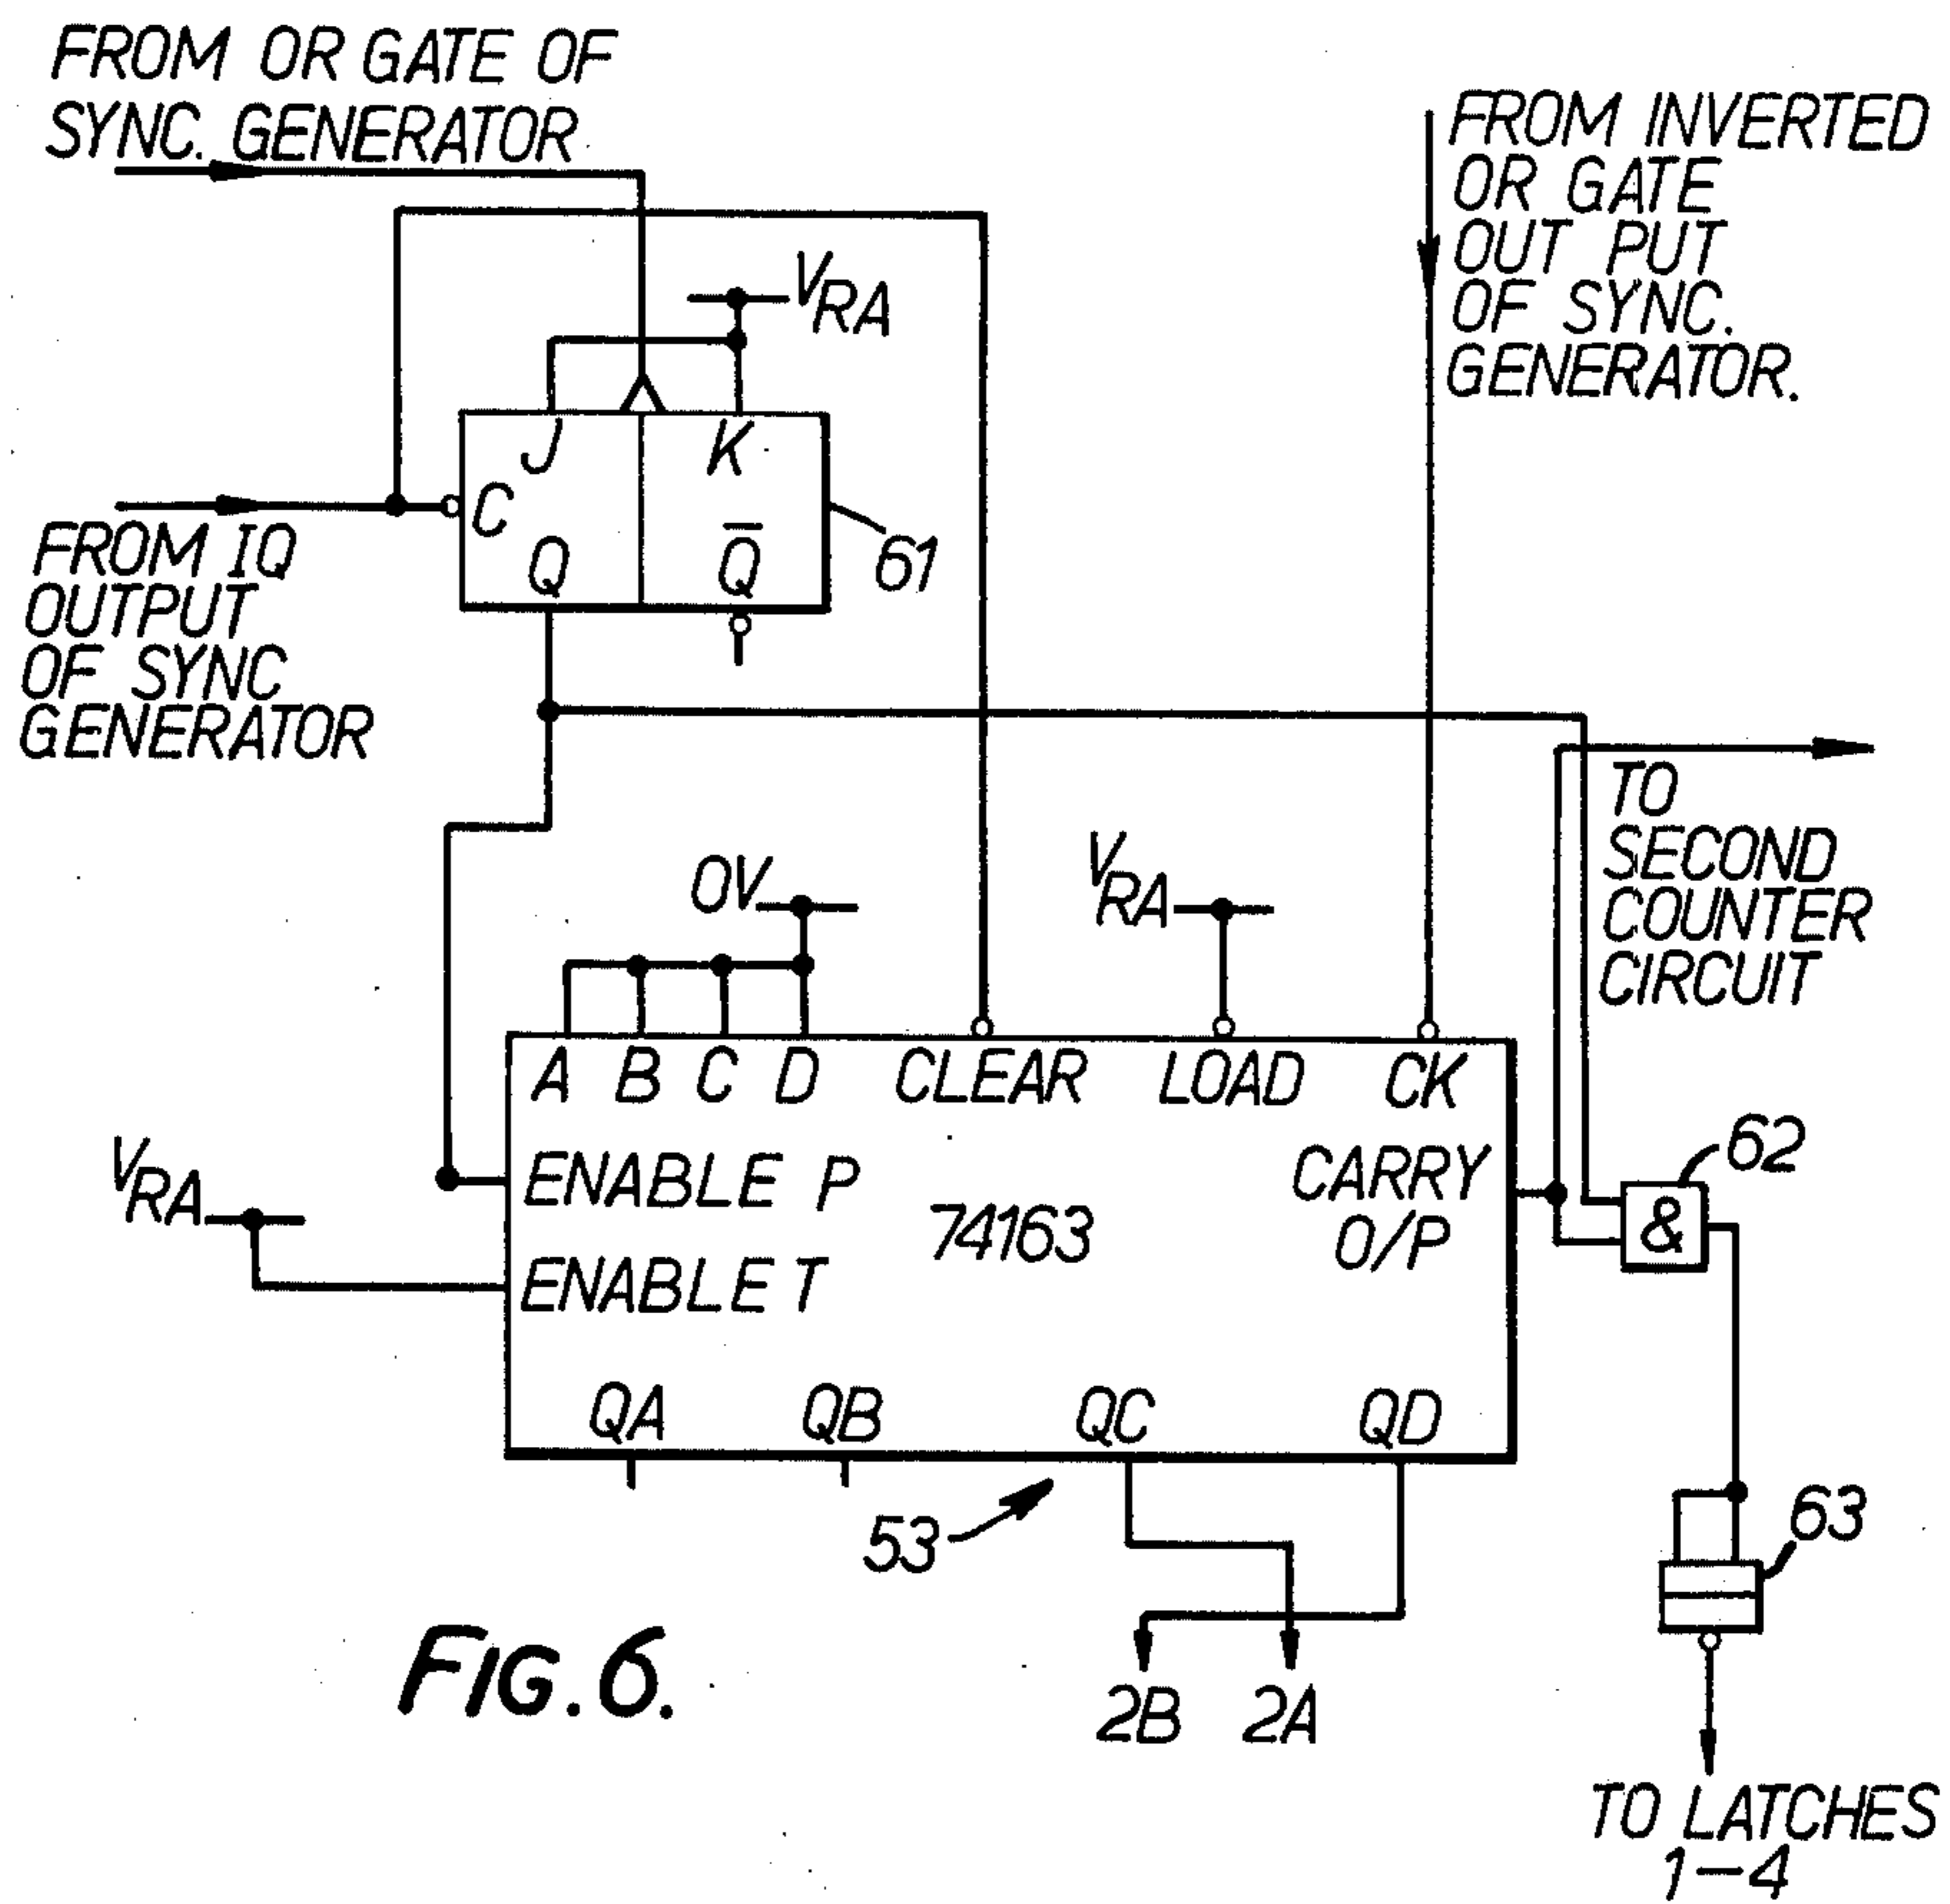 FROM OR GATE OF
SYNC. GENERATOR
FROM INVERTED
OR GATE
OUT PUT
OF SYNC.
GENERATOR.
VRA
J
K
C
Q
Q̅
61
FROM IQ
OUTPUT
OF SYNC
GENERATOR
TO
SECOND
COUNTER
CIRCUIT
0V
VRA
A B C D CLEAR LOAD CK
VRA
ENABLE P
74163
CARRY
O/P
62
&
ENABLE T
QA QB QC QD
53
63
2B 2A
FIG. 6.
TO LATCHES
1-4